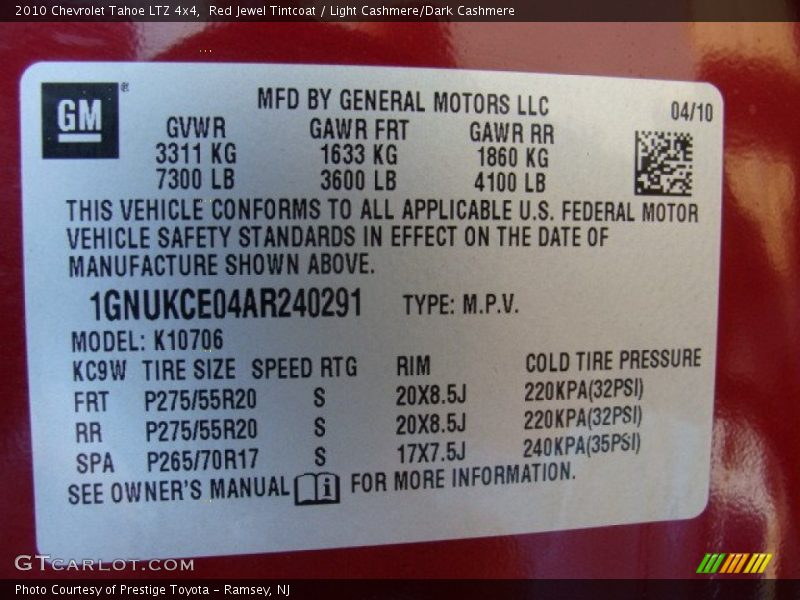 2010 Chevrolet Tahoe LTZ 4x4,  Red Jewel Tintcoat / Light Cashmere/Dark Cashmere
GM®
MFD BY GENERAL MOTORS LLC
04/10
GVWR GAWR FRT GAWR RR
3311 KG 1633 KG 1860 KG
7300 LB 3600 LB 4100 LB
THIS VEHICLE CONFORMS TO ALL APPLICABLE U.S. FEDERAL MOTOR
VEHICLE SAFETY STANDARDS IN EFFECT ON THE DATE OF
MANUFACTURE SHOWN ABOVE.
1GNUKCE04AR240291 TYPE: M.P.V.
MODEL: K10706
KC9W TIRE SIZE SPEED RTG RIM COLD TIRE PRESSURE
FRT P275/55R20 S 20X8.5J 220KPA(32PSI)
RR P275/55R20 S 20X8.5J 220KPA(32PSI)
SPA P265/70R17 S 17X7.5J 240KPA(35PSI)
SEE OWNER'S MANUAL i FOR MORE INFORMATION.
GTCARLOT.COM
Photo Courtesy of Prestige Toyota - Ramsey, NJ